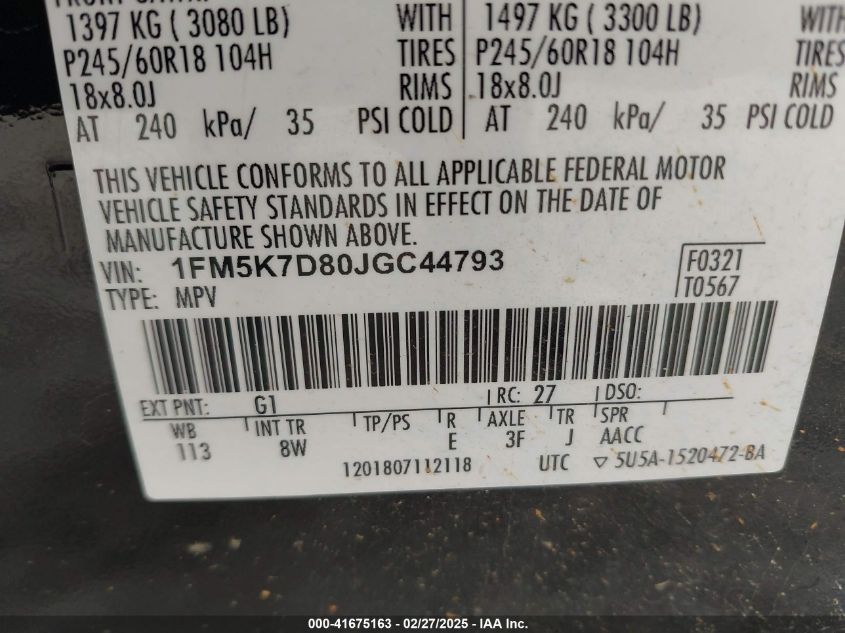 1397 KG ( 3080 LB) WITH 1497 KG ( 3300 LB) WITH
P245/60R18 104H TIRES P245/60R18 104H TIRES
18x8.0J RIMS 18x8.0J RIMS
AT 240 kPa/ 35 PSI COLD AT 240 kPa/ 35 PSI COLD
THIS VEHICLE CONFORMS TO ALL APPLICABLE FEDERAL MOTOR
VEHICLE SAFETY STANDARDS IN EFFECT ON THE DATE OF
MANUFACTURE SHOWN ABOVE.
VIN: 1FM5K7D80JGC44793 F0321
TYPE: MPV T0567
EXT PNT: G1 RC: 27 DSO:
WB INT TR TP/PS R AXLE TR SPR
113 8W E 3F J AACC
1201807112118 UTC ▽ 5U5A-1520472-BA
000-41675163 - 02/27/2025 - IAA Inc.